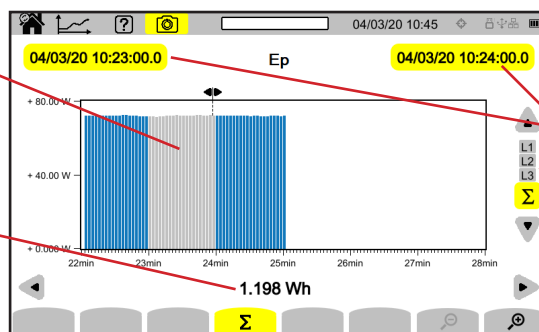 ? 04/03/20 10:45
04/03/20 10:23:00.0 Ep 04/03/20 10:24:00.0
+ 80.00 W
+ 40.00 W
+ 0.000 W
L1
L2
L3
Σ
22min 23min 24min 25min 26min 27min 28min
1.198 Wh
Σ